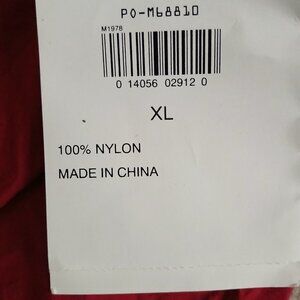 PO-M68810
M1978
0 14056 02912 0
XL
100% NYLON
MADE IN CHINA